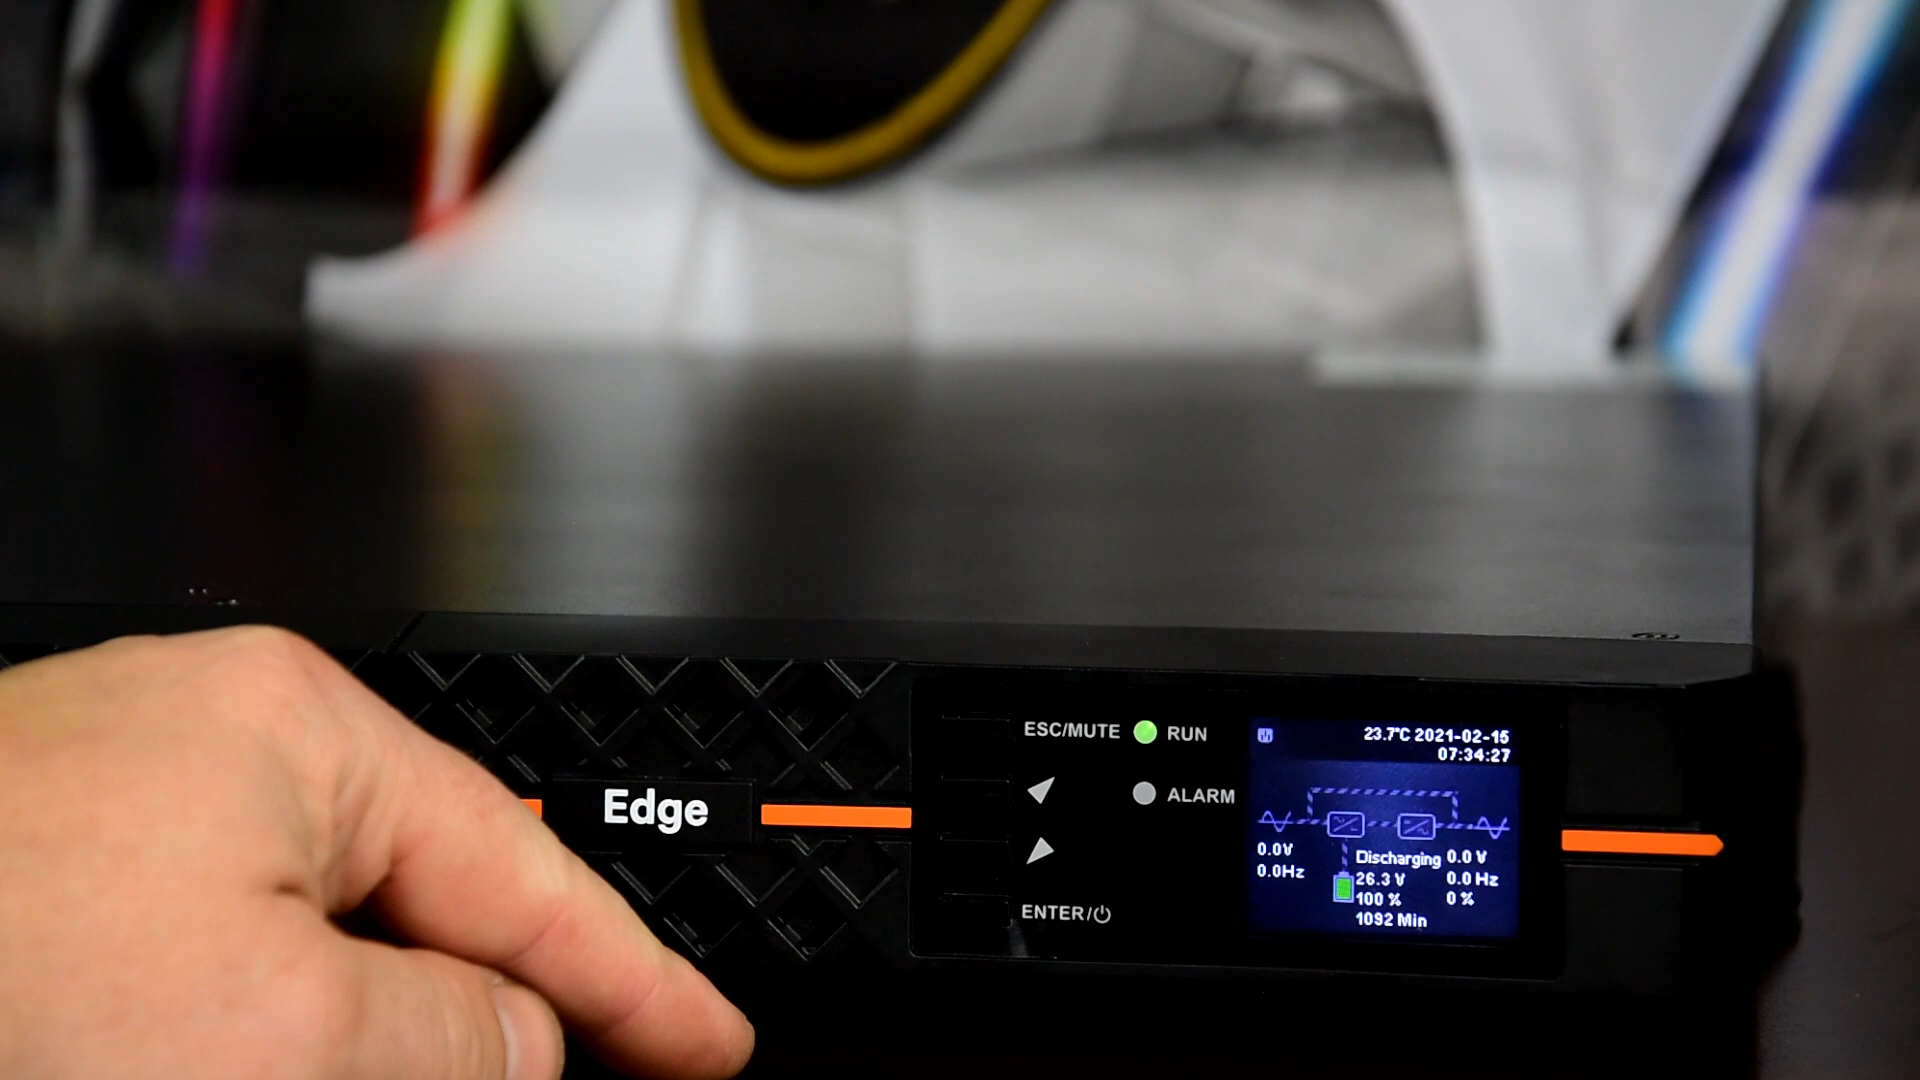 Edge
ESC/MUTE
RUN
ALARM
ENTER/
23.7°C 2021-02-15
07:34:27
0.0V
0.0Hz
Discharging
26.3 V
100 %
1092 Min
0.0 V
0.0 Hz
0 %